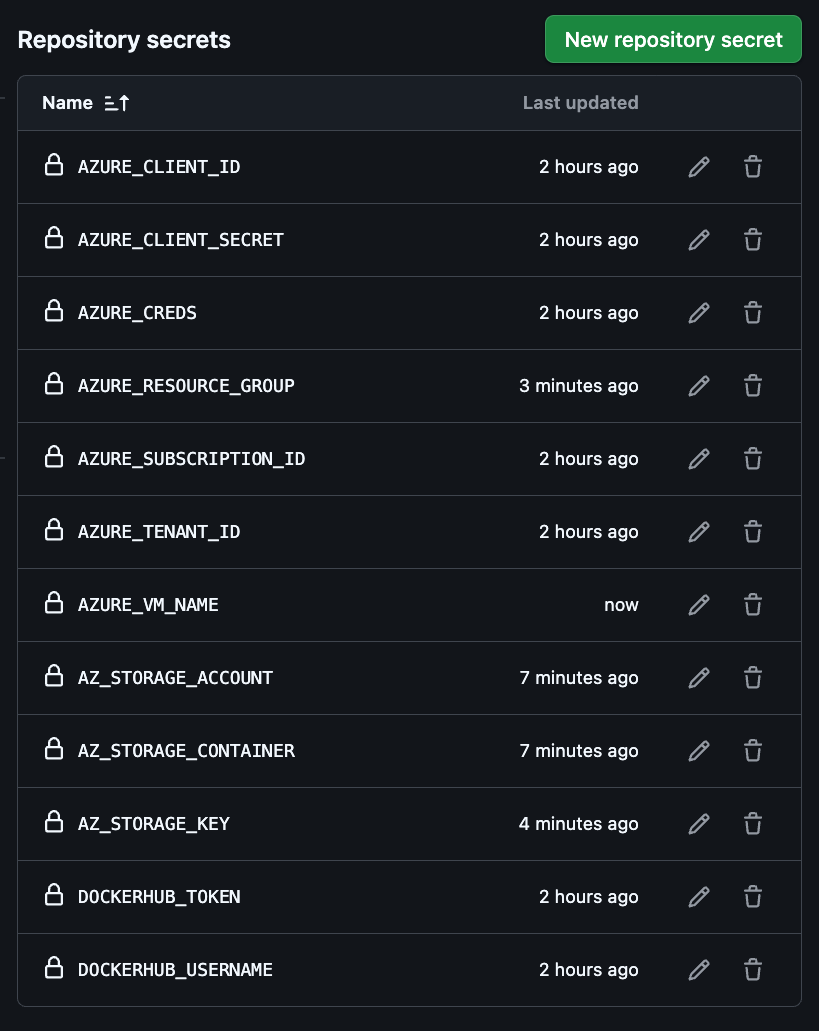 Repository secrets
New repository secret
Name Last updated
AZURE_CLIENT_ID 2 hours ago
AZURE_CLIENT_SECRET 2 hours ago
AZURE_CREDS 2 hours ago
AZURE_RESOURCE_GROUP 3 minutes ago
AZURE_SUBSCRIPTION_ID 2 hours ago
AZURE_TENANT_ID 2 hours ago
AZURE_VM_NAME now
AZ_STORAGE_ACCOUNT 7 minutes ago
AZ_STORAGE_CONTAINER 7 minutes ago
AZ_STORAGE_KEY 4 minutes ago
DOCKERHUB_TOKEN 2 hours ago
DOCKERHUB_USERNAME 2 hours ago